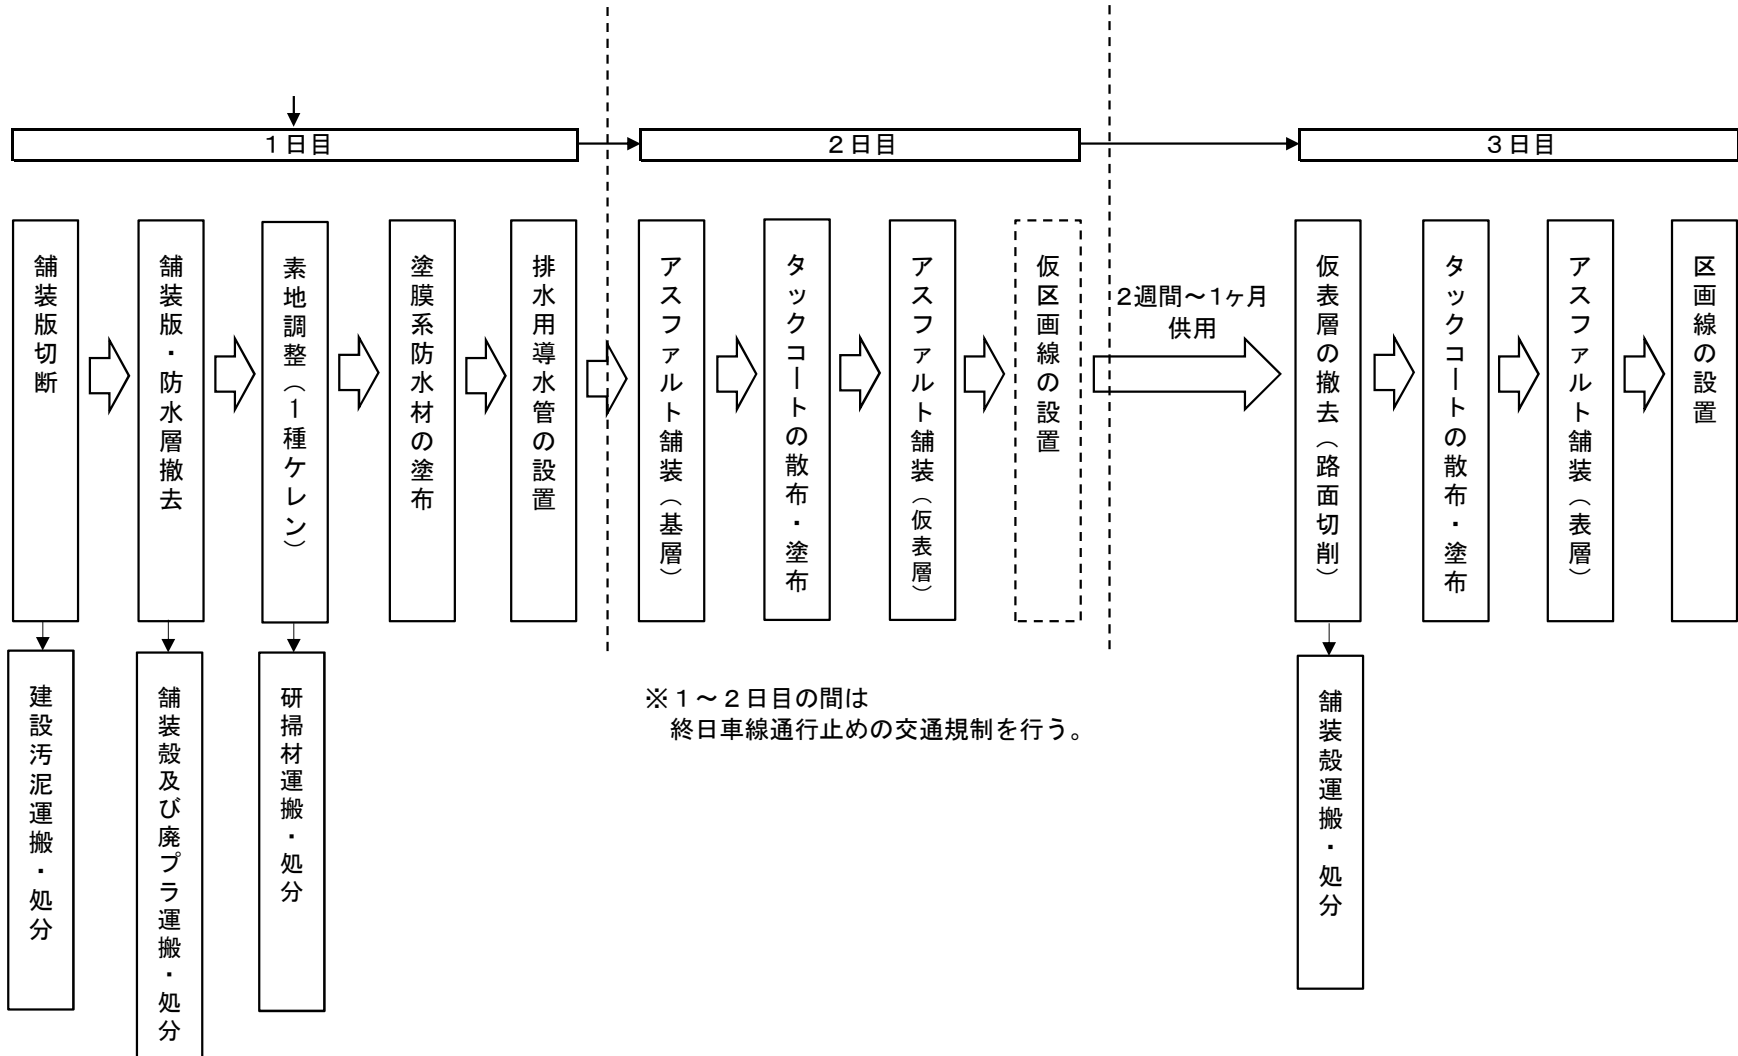 1日目
2日目
3日目
舗装版切断
舗装版・防水層撤去
素地調整（1種ケレン）
塗膜系防水材の塗布
排水用導水管の設置
アスファルト舗装（基層）
タックコートの散布・塗布
アスファルト舗装（仮表層）
仮区画線の設置
2週間～1ヶ月
供用
仮表層の撤去（路面切削）
タックコートの散布・塗布
アスファルト舗装（表層）
区画線の設置
建設汚泥運搬・処分
舗装殻及び廃プラ運搬・処分
研掃材運搬・処分
※1～2日目の間は
終日車線通行止めの交通規制を行う。
舗装殻運搬・処分